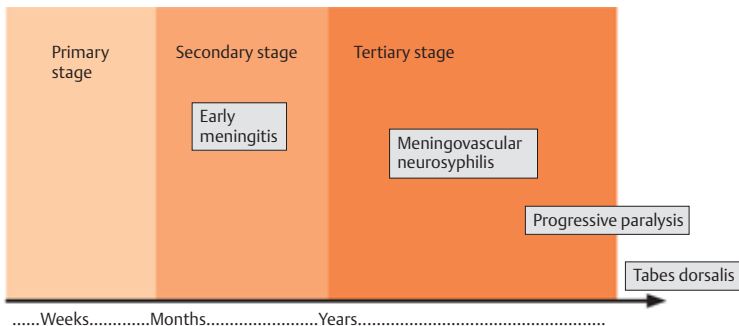 Primary
stage
Secondary stage
Tertiary stage
Early
meningitis
Meningovascular
neurosyphilis
Progressive paralysis
Tabes dorsalis
......Weeks.............Months........................Years.....................................................